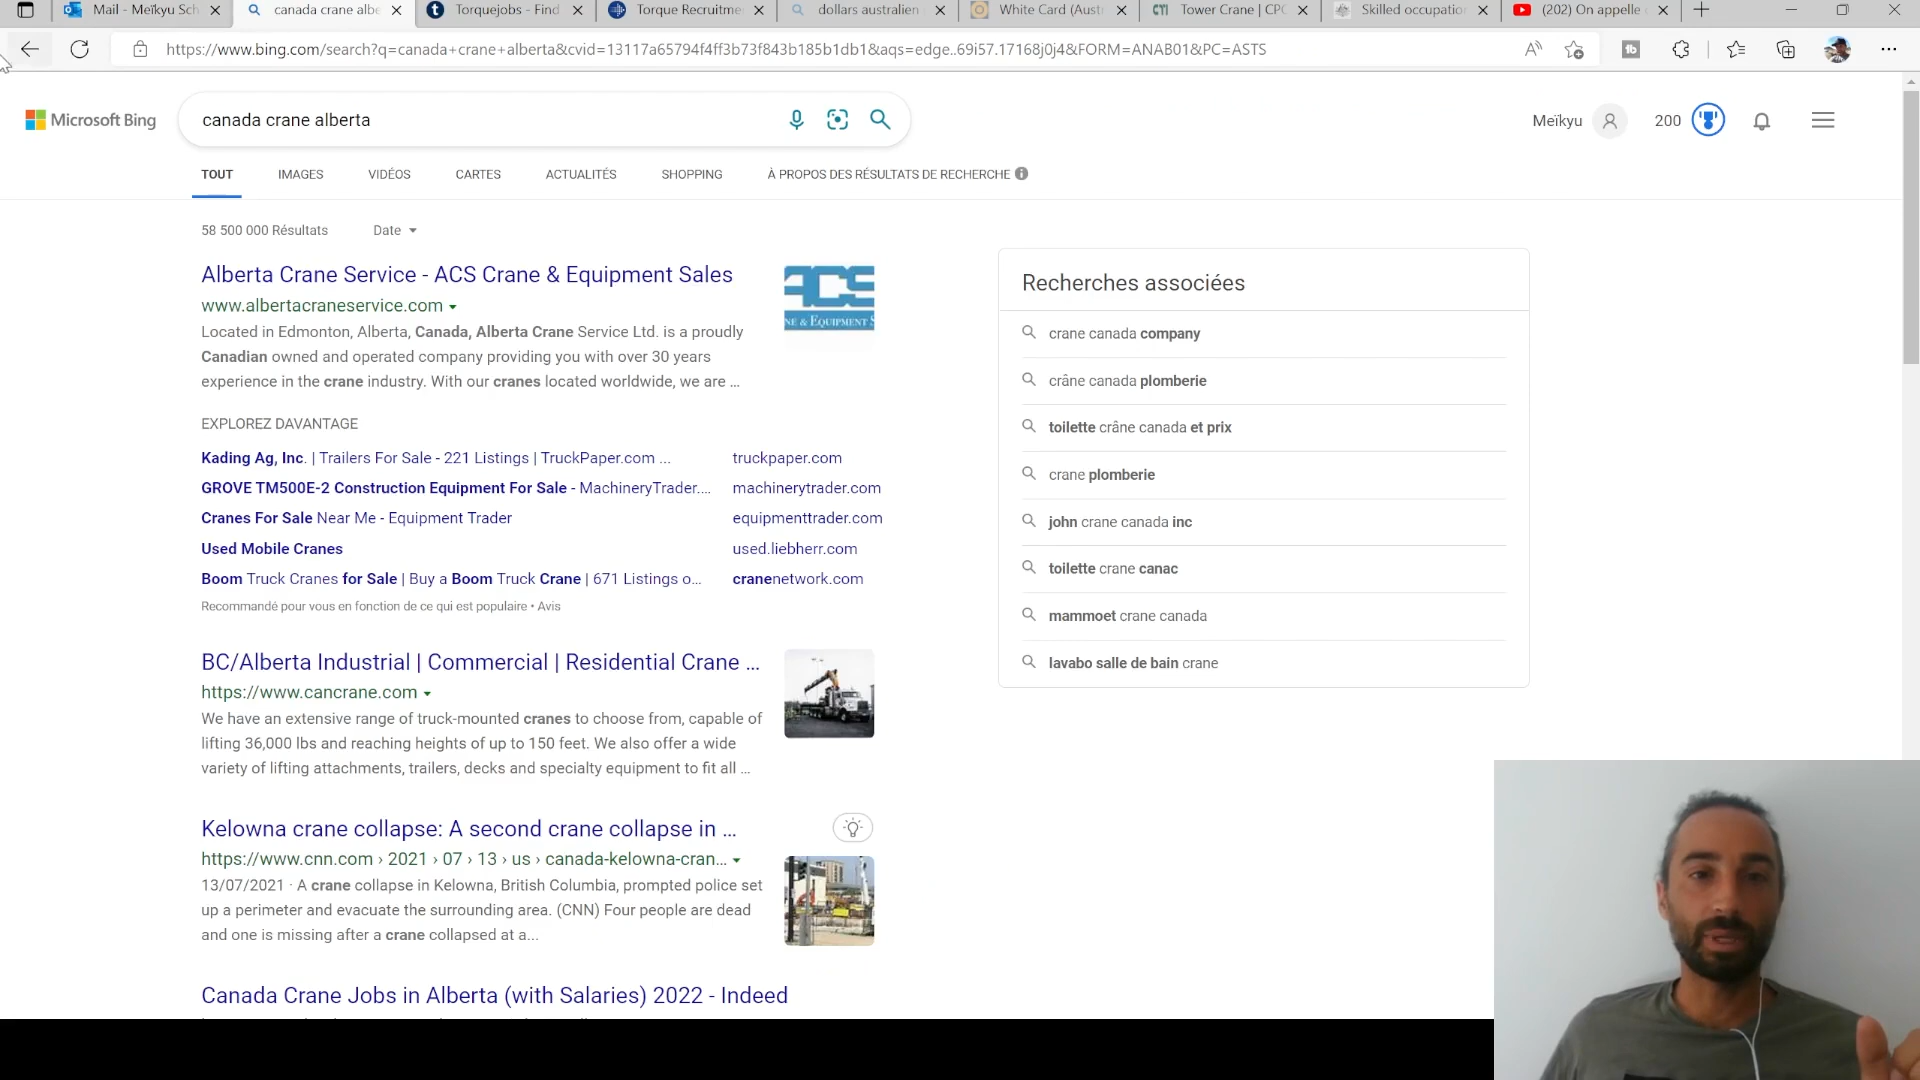 Mail - Meïkyu Sch
canada crane albe
Torquejobs - Find
Torque Recruitme
dollars australien
White Card (Aust
CTI Tower Crane | CPC
Skilled occupatio
(202) On appelle
https://www.bing.com/search?q=canada+crane+alberta&cvid=13117a65794f4ff3b73f843b185b1db1&aqs=edge..69i57.17168j0j4&FORM=ANAB01&PC=ASTS
Microsoft Bing
canada crane alberta
Meïkyu
200
TOUT
IMAGES
VIDÉOS
CARTES
ACTUALITÉS
SHOPPING
À PROPOS DES RÉSULTATS DE RECHERCHE
58 500 000 Résultats
Date
Alberta Crane Service - ACS Crane & Equipment Sales
www.albertacraneservice.com
Located in Edmonton, Alberta, Canada, Alberta Crane Service Ltd. is a proudly
Canadian owned and operated company providing you with over 30 years
experience in the crane industry. With our cranes located worldwide, we are ...
ACS
NE & EQUIPMENT S
EXPLOREZ DAVANTAGE
Kading Ag, Inc. | Trailers For Sale - 221 Listings | TruckPaper.com ...
truckpaper.com
GROVE TM500E-2 Construction Equipment For Sale - MachineryTrader....
machinerytrader.com
Cranes For Sale Near Me - Equipment Trader
equipmenttrader.com
Used Mobile Cranes
used.liebherr.com
Boom Truck Cranes for Sale | Buy a Boom Truck Crane | 671 Listings o...
cranenetwork.com
Recommandé pour vous en fonction de ce qui est populaire • Avis
BC/Alberta Industrial | Commercial | Residential Crane ...
https://www.cancrane.com
We have an extensive range of truck-mounted cranes to choose from, capable of
lifting 36,000 lbs and reaching heights of up to 150 feet. We also offer a wide
variety of lifting attachments, trailers, decks and specialty equipment to fit all ...
Kelowna crane collapse: A second crane collapse in ...
https://www.cnn.com › 2021 › 07 › 13 › us › canada-kelowna-cran...
13/07/2021 · A crane collapse in Kelowna, British Columbia, prompted police set
up a perimeter and evacuate the surrounding area. (CNN) Four people are dead
and one is missing after a crane collapsed at a...
Canada Crane Jobs in Alberta (with Salaries) 2022 - Indeed
Recherches associées
crane canada company
crâne canada plomberie
toilette crâne canada et prix
crane plomberie
john crane canada inc
toilette crane canac
mammoet crane canada
lavabo salle de bain crane